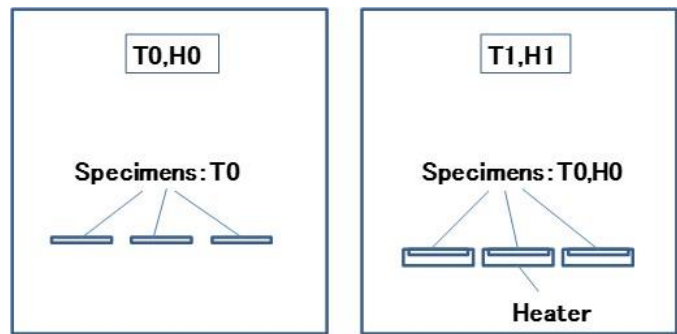 T0,H0
Specimens:T0
T1,H1
Specimens:T0,H0
Heater